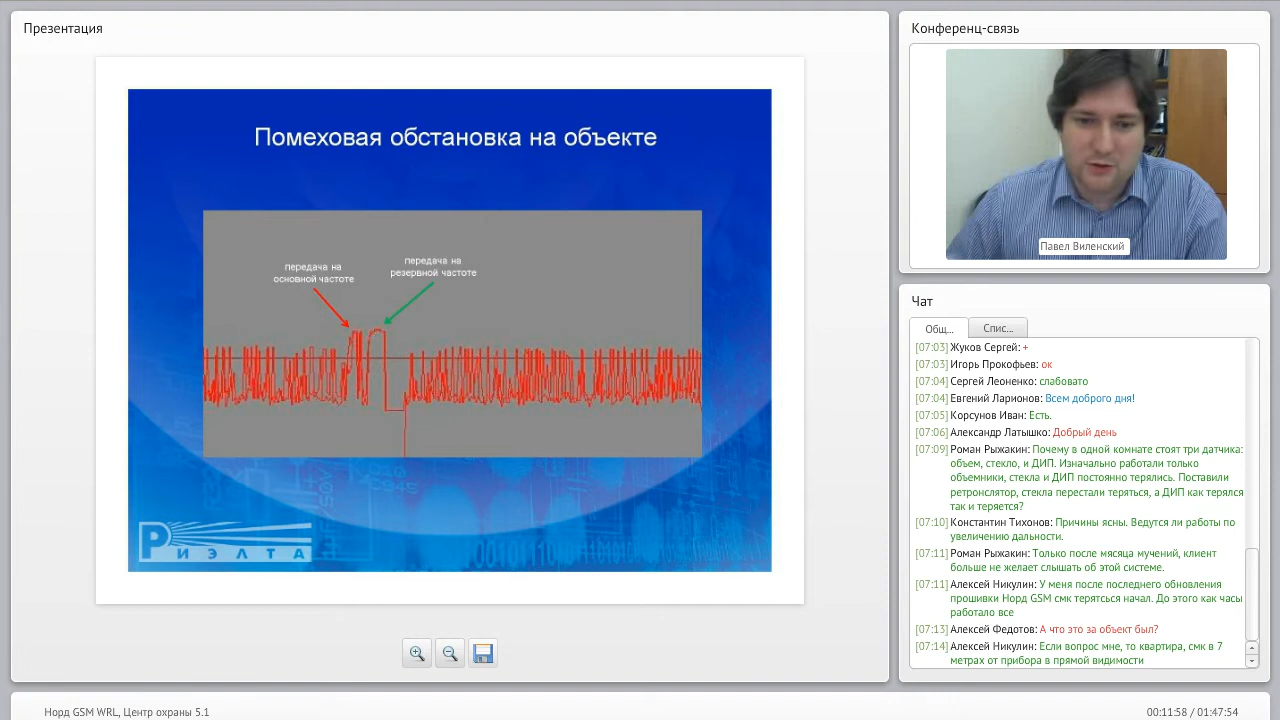 Презентация
Помеховая обстановка на объекте
передача на
основной частоте
передача на
резервной частоте
РИЭЛТА
Конференц-связь
Павел Виленский
Чат
Общ...
Спис...
[07:03] Жуков Сергей: +
[07:03] Игорь Прокофьев: ок
[07:04] Сергей Леоненко: слабовато
[07:04] Евгений Ларионов: Всем доброго дня!
[07:05] Корсунов Иван: Есть.
[07:06] Александр Латышко: Добрый день
[07:09] Роман Рыжакин: Почему в одной комнате стоят три датчика:
объем, стекло, и ДИП. Изначально работали только
объемники, стекла и ДИП постоянно терялись. Поставили
ретронслятор, стекла перестали теряться, а ДИП как терялся
так и теряется?
[07:10] Константин Тихонов: Причины ясны. Ведутся ли работы по
увеличению дальности.
[07:11] Роман Рыжакин: Только после мясяца мучений, клиент
больше не желает слышать об этой системе.
[07:11] Алексей Никулин: У меня после последнего обновления
прошивки Норд GSM смк терятсься начал. До этого как часы
работало все
[07:13] Алексей Федотов: А что это за объект был?
[07:14] Алексей Никулин: Если вопрос мне, то квартира, смк в 7
метрах от прибора в прямой видимости
Норд GSM WRL, Центр охраны 5.1
00:11:58 / 01:47:54